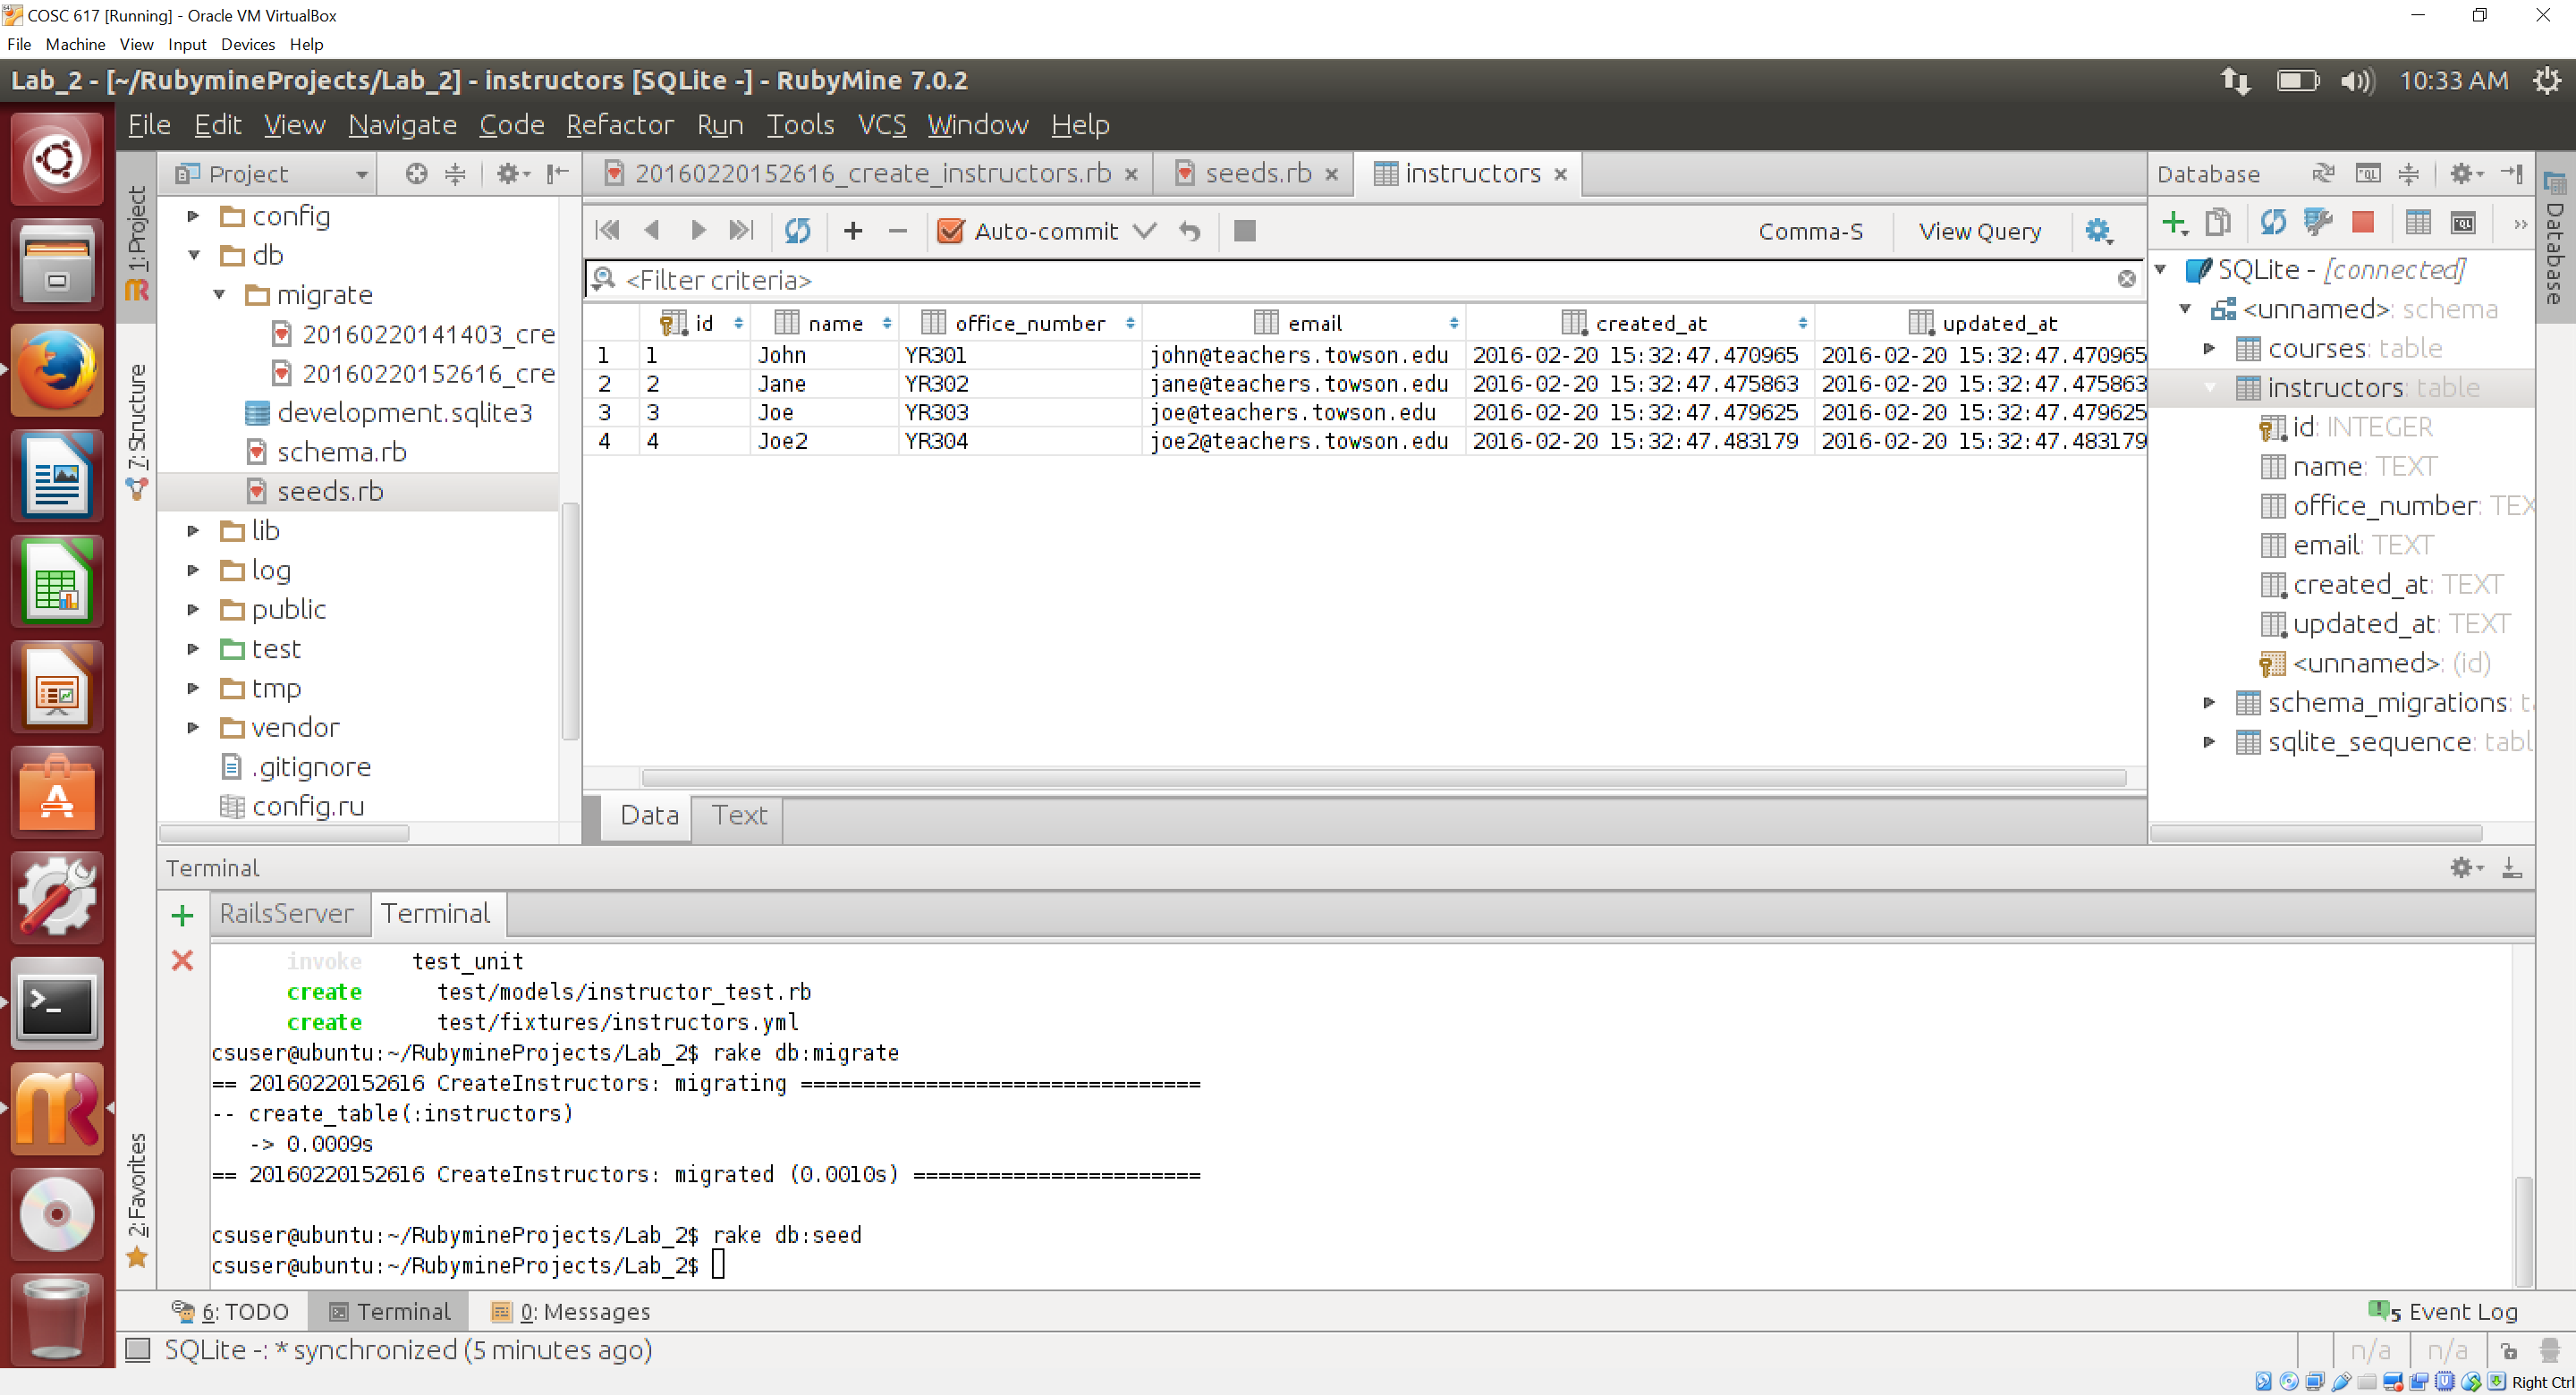 COSC 617 [Running] - Oracle VM VirtualBox
File Machine View Input Devices Help
Lab_2 - [~/RubymineProjects/Lab_2] - instructors [SQLite -] - RubyMine 7.0.2
10:33 AM
File Edit View Navigate Code Refactor Run Tools VCS Window Help
1: Project
7: Structure
2: Favorites
Project
config
db
migrate
20160220141403_cre
20160220152616_cre
development.sqlite3
schema.rb
seeds.rb
lib
log
public
test
tmp
vendor
.gitignore
config.ru
20160220152616_create_instructors.rb seeds.rb instructors
Auto-commit Comma-S View Query
<Filter criteria>
id name office_number email created_at updated_at
1 1 John YR301 john@teachers.towson.edu 2016-02-20 15:32:47.470965 2016-02-20 15:32:47.470965
2 2 Jane YR302 jane@teachers.towson.edu 2016-02-20 15:32:47.475863 2016-02-20 15:32:47.475863
3 3 Joe YR303 joe@teachers.towson.edu 2016-02-20 15:32:47.479625 2016-02-20 15:32:47.479625
4 4 Joe2 YR304 joe2@teachers.towson.edu 2016-02-20 15:32:47.483179 2016-02-20 15:32:47.483179
Data Text
Database
Database
SQLite - [connected]
<unnamed>: schema
courses: table
instructors: table
id: INTEGER
name: TEXT
office_number: TEX
email: TEXT
created_at: TEXT
updated_at: TEXT
<unnamed>: (id)
schema_migrations: t
sqlite_sequence: tabl
Terminal
RailsServer Terminal
invoke test_unit
create test/models/instructor_test.rb
create test/fixtures/instructors.yml
csuser@ubuntu:~/RubymineProjects/Lab_2$ rake db:migrate
== 20160220152616 CreateInstructors: migrating ================================
-- create_table(:instructors)
-> 0.0009s
== 20160220152616 CreateInstructors: migrated (0.0010s) =======================
csuser@ubuntu:~/RubymineProjects/Lab_2$ rake db:seed
csuser@ubuntu:~/RubymineProjects/Lab_2$
6: TODO Terminal 0: Messages 5 Event Log
SQLite -: * synchronized (5 minutes ago) n/a n/a
Right Ctrl